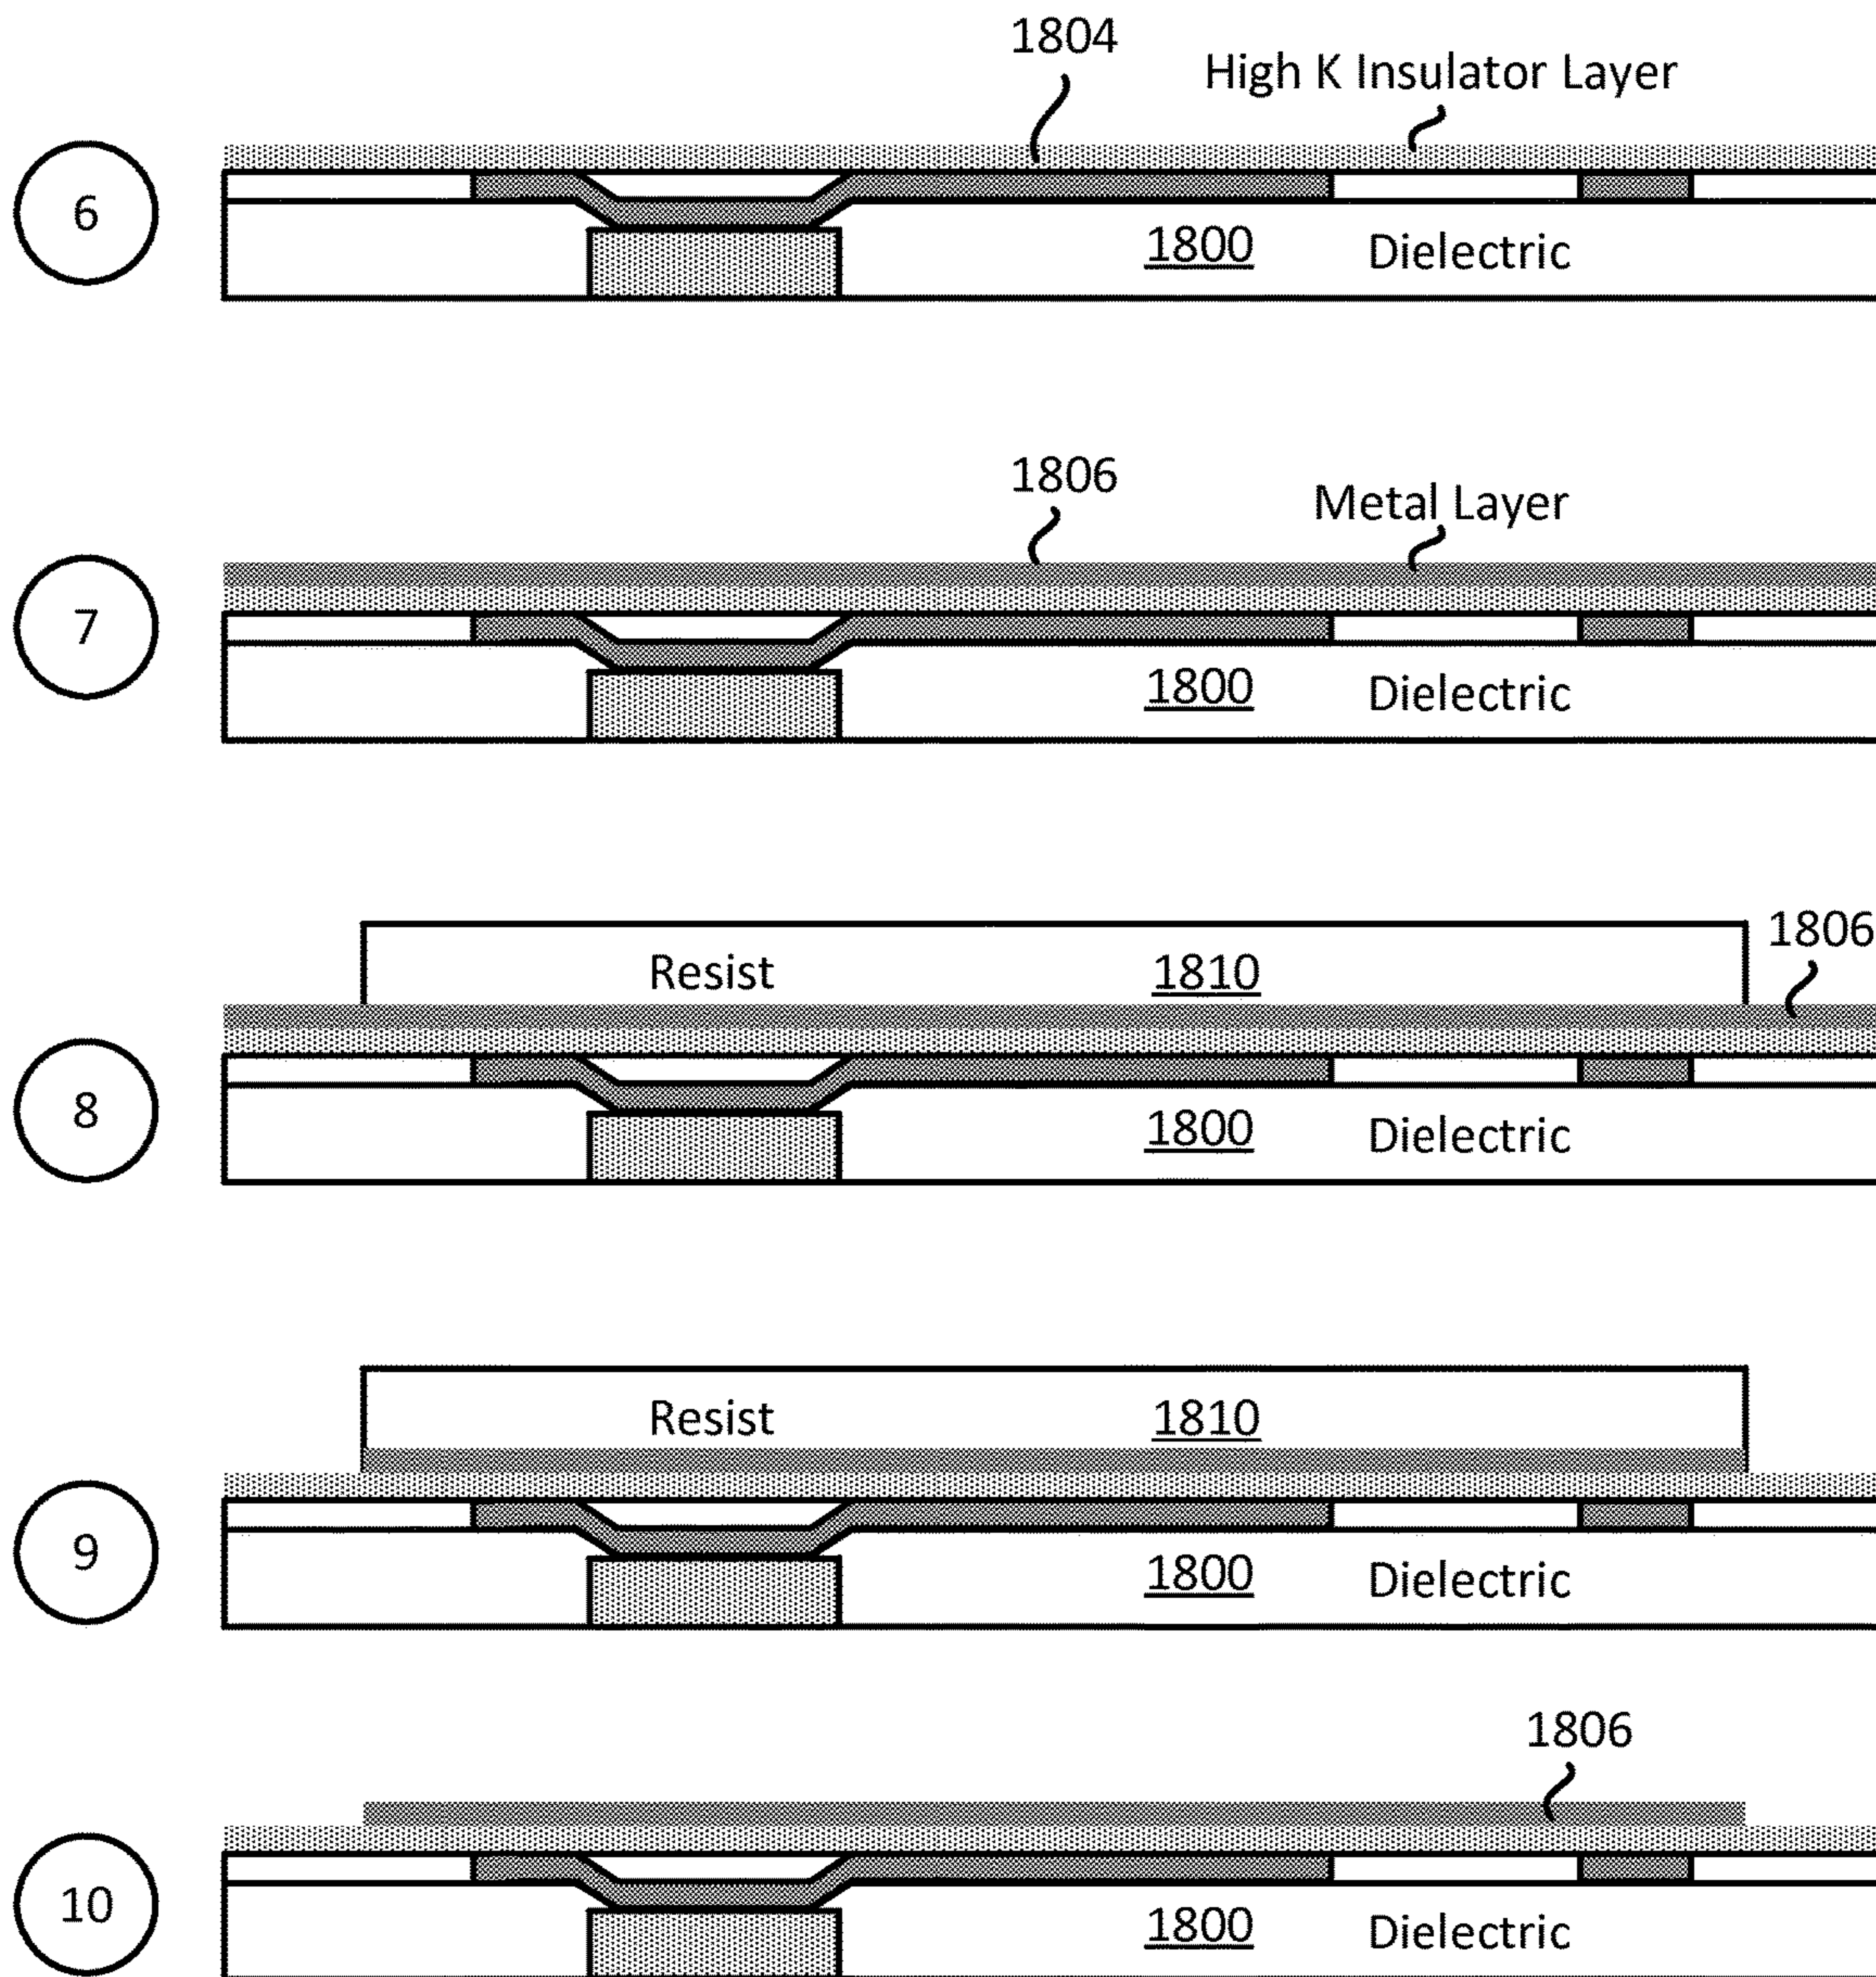 1804
High K Insulator Layer
6
1800 Dielectric
1806
Metal Layer
7
1800 Dielectric
1806
Resist 1810
8
1800 Dielectric
Resist 1810
9
1800 Dielectric
1806
10
1800 Dielectric